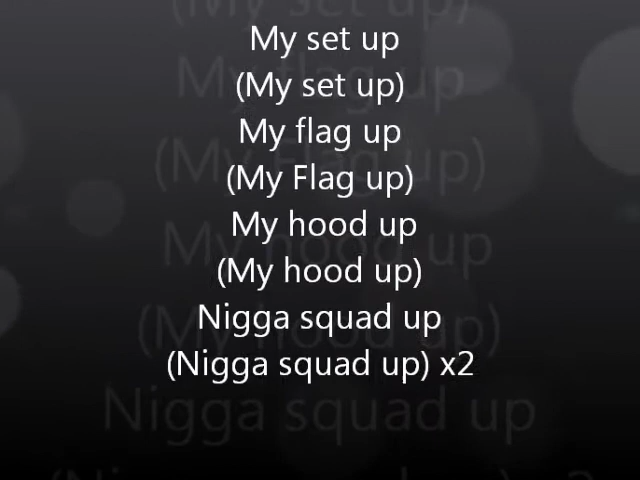 My set up
(My set up)
My flag up
(My Flag up)
My hood up
(My hood up)
Nigga squad up
(Nigga squad up) x2